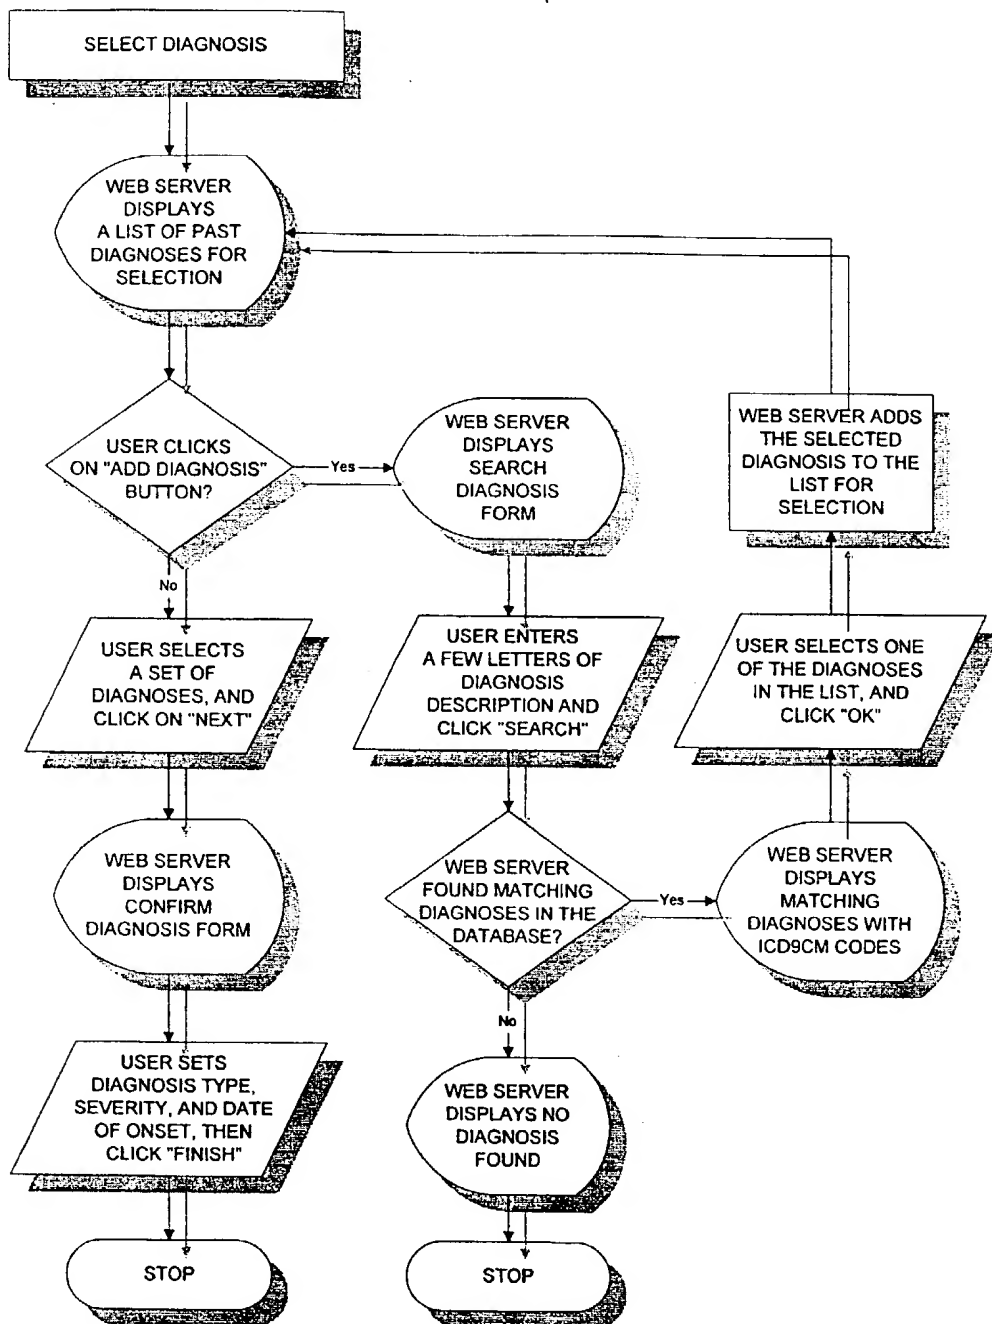 SELECT DIAGNOSIS
WEB SERVER
DISPLAYS
A LIST OF PAST
DIAGNOSES FOR
SELECTION
USER CLICKS
ON "ADD DIAGNOSIS"
BUTTON?
Yes
WEB SERVER
DISPLAYS
SEARCH
DIAGNOSIS
FORM
WEB SERVER ADDS
THE SELECTED
DIAGNOSIS TO THE
LIST FOR
SELECTION
No
USER SELECTS
A SET OF
DIAGNOSES, AND
CLICK ON "NEXT"
USER ENTERS
A FEW LETTERS OF
DIAGNOSIS
DESCRIPTION AND
CLICK "SEARCH"
USER SELECTS ONE
OF THE DIAGNOSES
IN THE LIST, AND
CLICK "OK"
WEB SERVER
DISPLAYS
CONFIRM
DIAGNOSIS FORM
WEB SERVER
FOUND MATCHING
DIAGNOSES IN THE
DATABASE?
Yes
WEB SERVER
DISPLAYS
MATCHING
DIAGNOSES WITH
ICD9CM CODES
No
USER SETS
DIAGNOSIS TYPE,
SEVERITY, AND DATE
OF ONSET, THEN
CLICK "FINISH"
WEB SERVER
DISPLAYS NO
DIAGNOSIS
FOUND
STOP
STOP